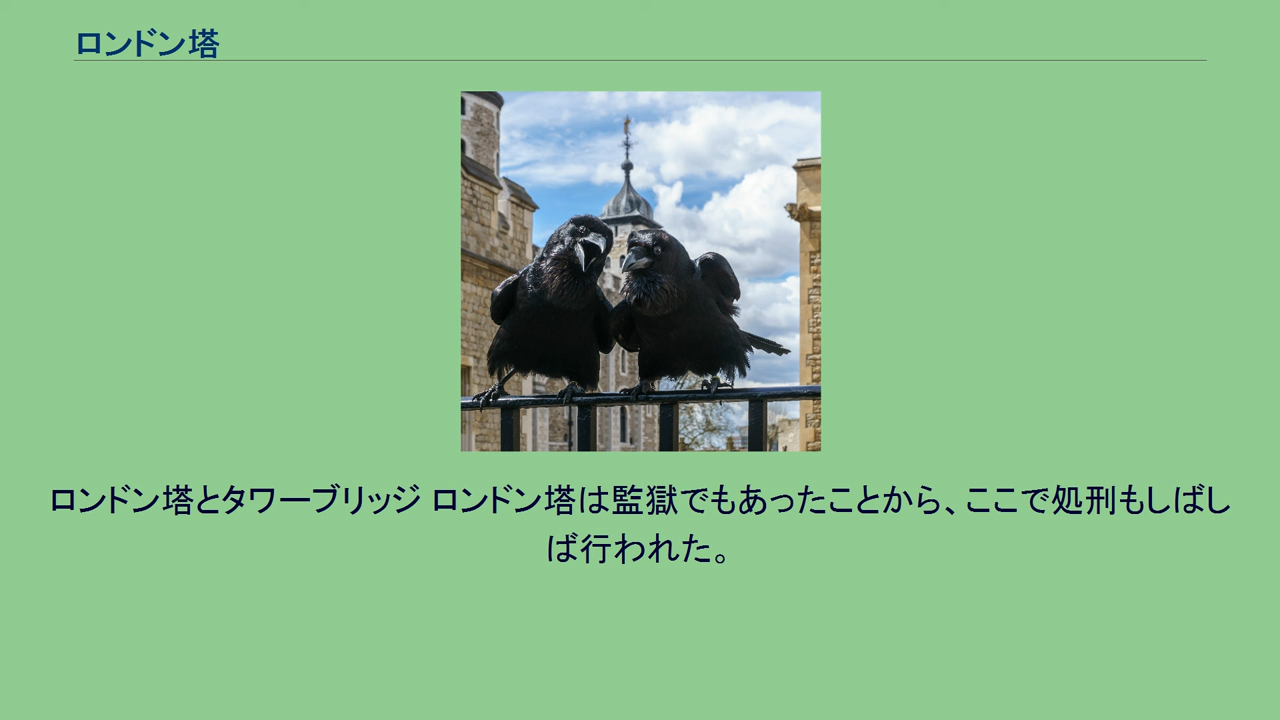 ロンドン塔
ロンドン塔とタワーブリッジ ロンドン塔は監獄でもあったことから、ここで処刑もしばし
ば行われた。